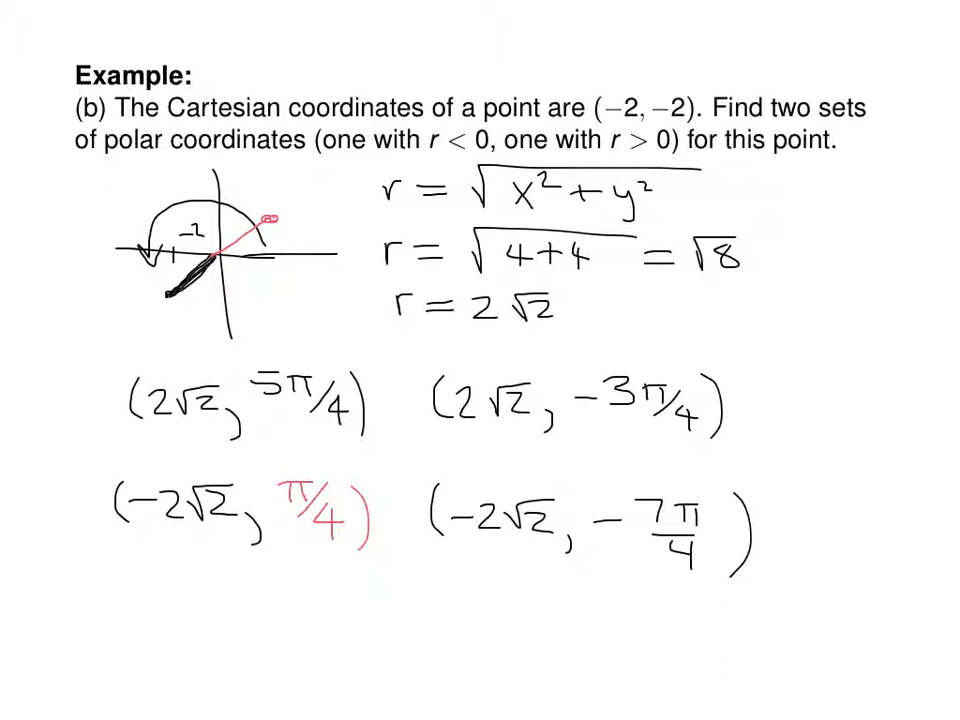 Example:
(b) The Cartesian coordinates of a point are (−2, −2). Find two sets
of polar coordinates (one with r < 0, one with r > 0) for this point.
r = √(x² + y²)
-2
r = √(4+4) = √8
r = 2√2
(2√2, 5π/4) (2√2, -3π/4)
(-2√2, π/4) (-2√2, -7π/4)